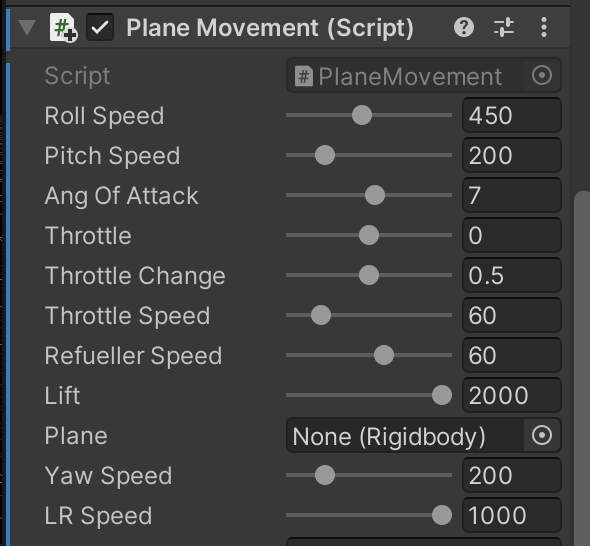 Plane Movement (Script)
Script PlaneMovement
Roll Speed 450
Pitch Speed 200
Ang Of Attack 7
Throttle 0
Throttle Change 0.5
Throttle Speed 60
Refueller Speed 60
Lift 2000
Plane None (Rigidbody)
Yaw Speed 200
LR Speed 1000